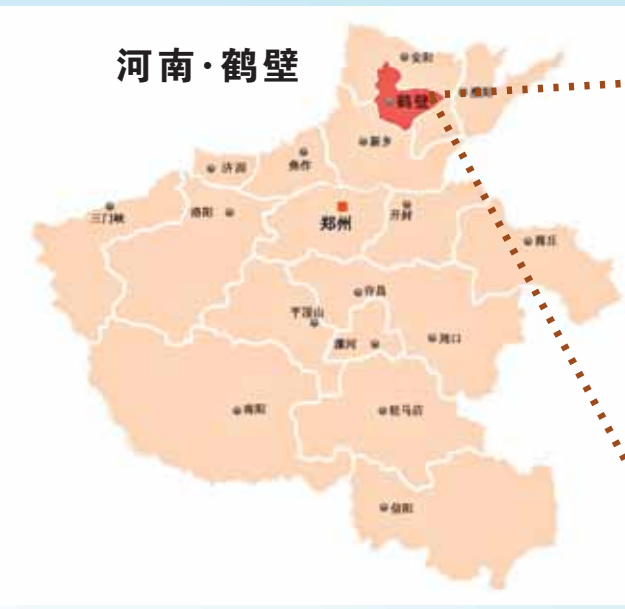 河南·鹤壁
安阳
鹤壁
濮阳
新乡
焦作
济源
三门峡
洛阳
郑州
开封
商丘
许昌
平顶山
漯河
周口
南阳
驻马店
信阳